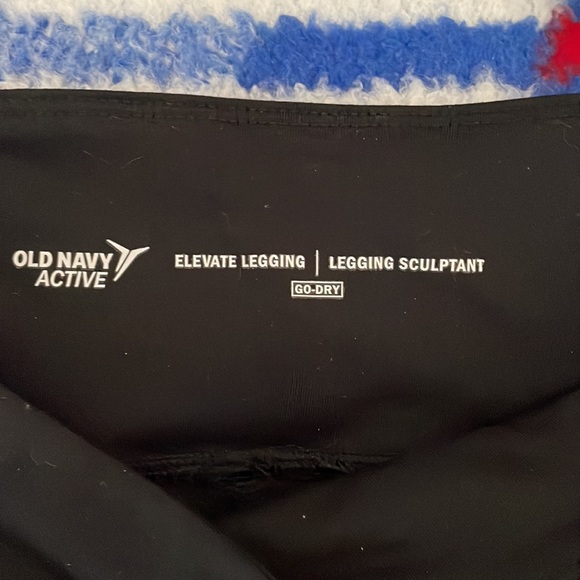 OLD NAVY
ACTIVE
ELEVATE LEGGING | LEGGING SCULPTANT
GO-DRY